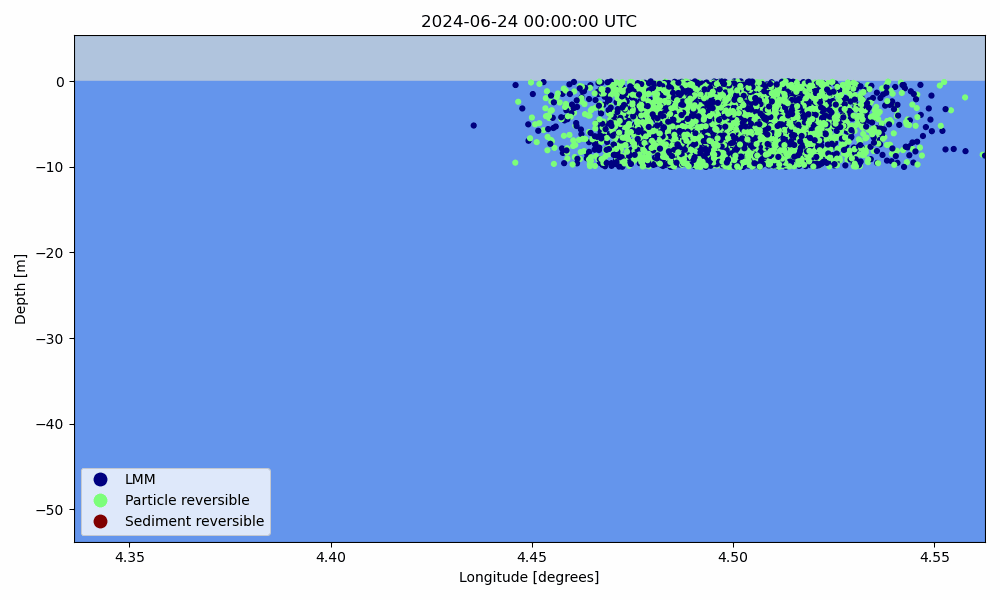 2024-06-24 00:00:00 UTC
0
−10
−20
−30
−40
−50
Depth [m]
LMM
Particle reversible
Sediment reversible
4.35 4.40 4.45 4.50 4.55
Longitude [degrees]